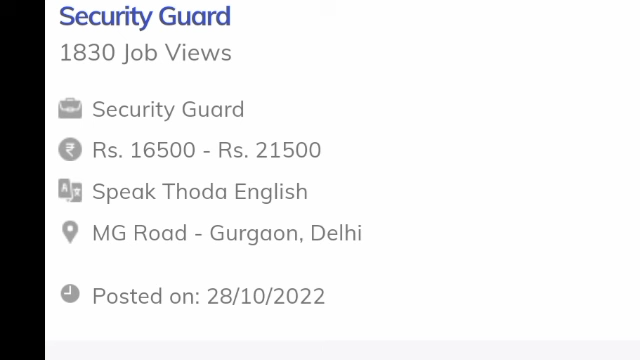 Security Guard
1830 Job Views
Security Guard
Rs. 16500 - Rs. 21500
Speak Thoda English
MG Road - Gurgaon, Delhi
Posted on: 28/10/2022